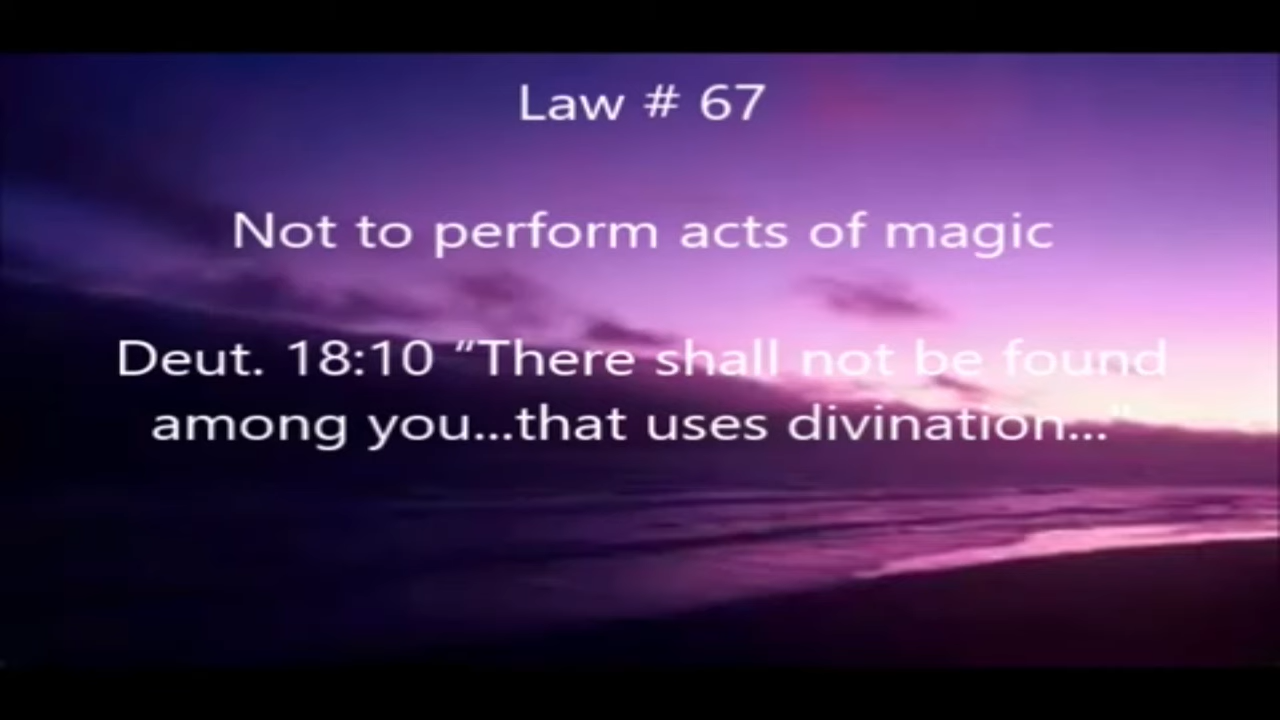 Law # 67
Not to perform acts of magic
Deut. 18:10 “There shall not be found
among you...that uses divination...”